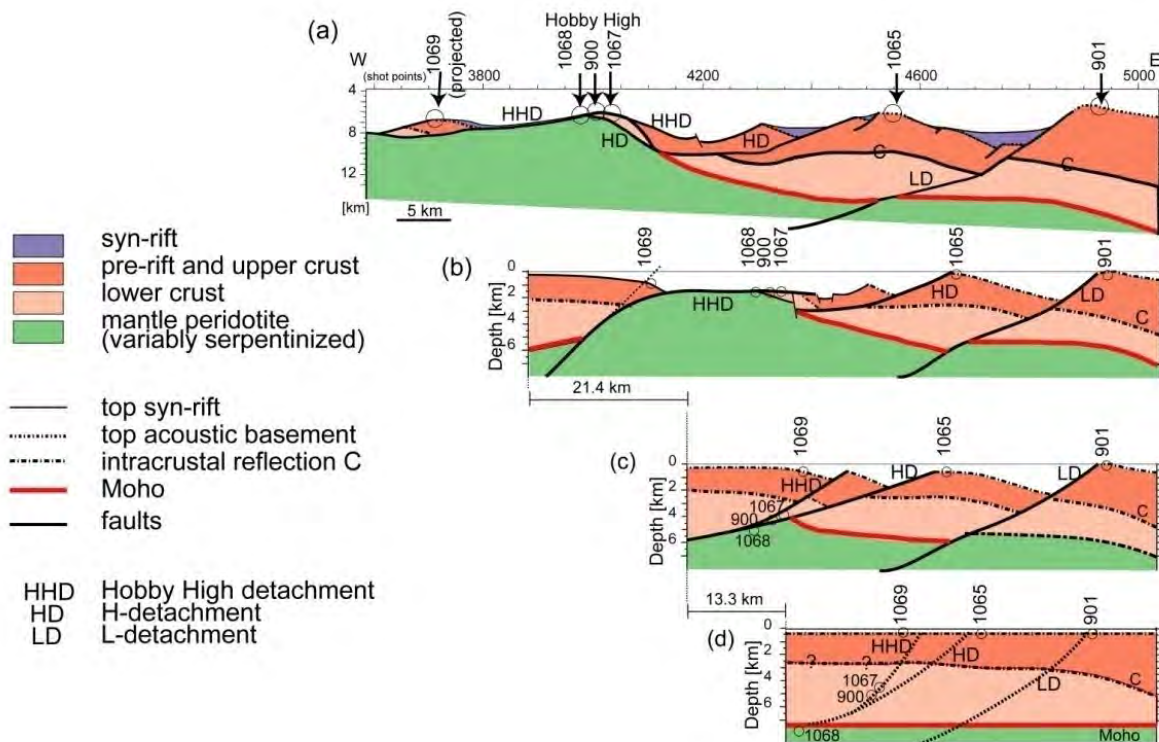 (a)
Hobby High
1069
(projected)
1068
900
1067
1065
901
W
E
(shot points)
3800
4200
4600
5000
4
8
12
[km]
HHD
HHD
HD
HD
C
C
LD
5 km
syn-rift
pre-rift and upper crust
lower crust
mantle peridotite
(variably serpentinized)
top syn-rift
top acoustic basement
intracrustal reflection C
Moho
faults
HHD Hobby High detachment
HD H-detachment
LD L-detachment
(b)
1069
1068
900
1067
1065
901
0
2
4
6
Depth [km]
HHD
HD
LD
C
21.4 km
(c)
1069
1065
901
0
2
4
6
Depth [km]
HHD
HD
LD
C
1067
900
1068
13.3 km
(d)
1069
1065
901
0
2
4
6
Depth [km]
HHD
HD
LD
C
?
?
1067
900
1068
Moho